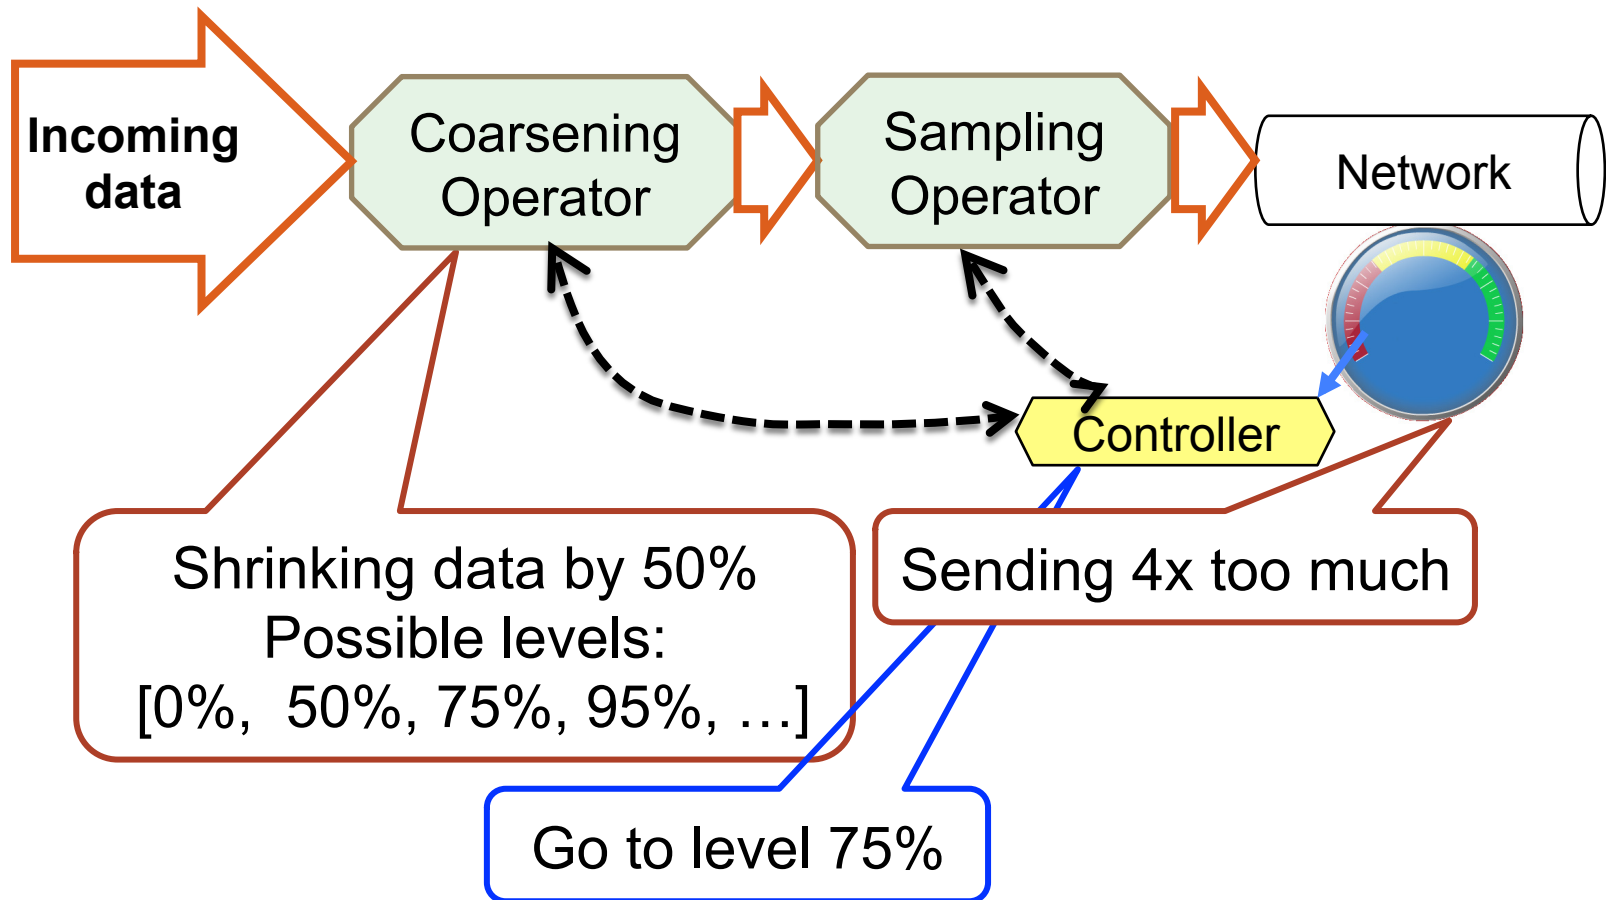 Incoming
data
Coarsening
Operator
Sampling
Operator
Network
Controller
Shrinking data by 50%
Possible levels:
[0%,  50%, 75%, 95%, …]
Sending 4x too much
Go to level 75%